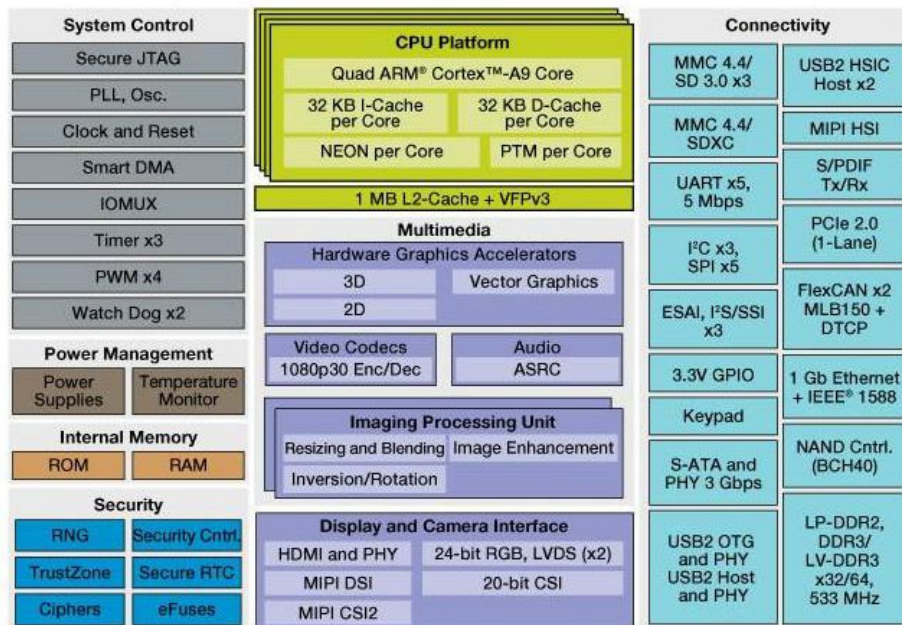 System Control
Secure JTAG
PLL, Osc.
Clock and Reset
Smart DMA
IOMUX
Timer x3
PWM x4
Watch Dog x2
Power Management
Power
Supplies
Temperature
Monitor
Internal Memory
ROM
RAM
Security
RNG
Security Cntrl.
TrustZone
Secure RTC
Ciphers
eFuses
CPU Platform
Quad ARM® Cortex™-A9 Core
32 KB I-Cache
per Core
32 KB D-Cache
per Core
NEON per Core
PTM per Core
1 MB L2-Cache + VFPv3
Multimedia
Hardware Graphics Accelerators
3D
Vector Graphics
2D
Video Codecs
1080p30 Enc/Dec
Audio
ASRC
Imaging Processing Unit
Resizing and Blending
Image Enhancement
Inversion/Rotation
Display and Camera Interface
HDMI and PHY
24-bit RGB, LVDS (x2)
MIPI DSI
20-bit CSI
MIPI CSI2
Connectivity
MMC 4.4/
SD 3.0 x3
MMC 4.4/
SDXC
UART x5,
5 Mbps
I²C x3,
SPI x5
ESAI, I²S/SSI
x3
3.3V GPIO
Keypad
S-ATA and
PHY 3 Gbps
USB2 OTG
and PHY
USB2 Host
and PHY
USB2 HSIC
Host x2
MIPI HSI
S/PDIF
Tx/Rx
PCIe 2.0
(1-Lane)
FlexCAN x2
MLB150 +
DTCP
1 Gb Ethernet
+ IEEE® 1588
NAND Cntrl.
(BCH40)
LP-DDR2,
DDR3/
LV-DDR3
x32/64,
533 MHz